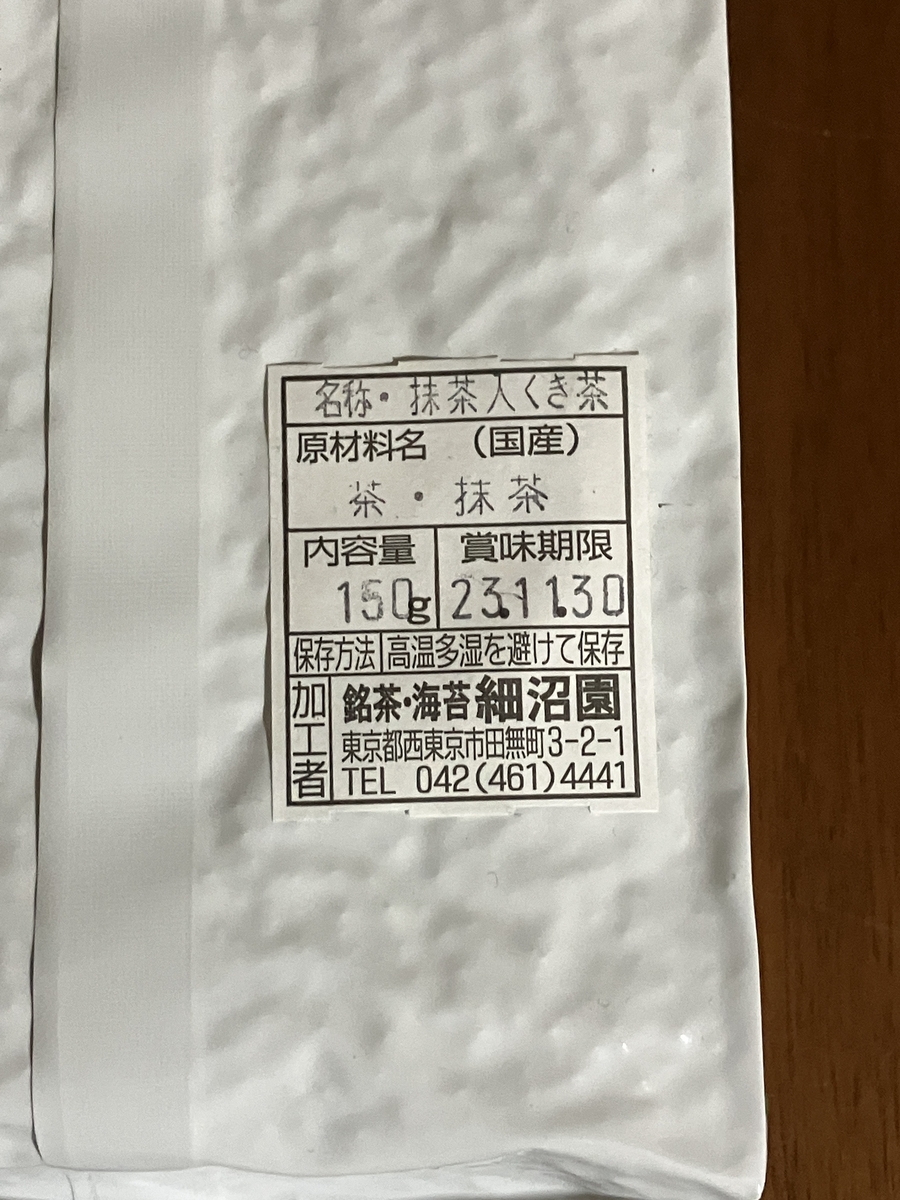 名称・抹茶入くき茶
原材料名 (国産)
茶・抹茶
内容量 賞味期限
150g 23.11.30
保存方法 高温多湿を避けて保存
加工者
銘茶・海苔 細沼園
東京都西東京市田無町3-2-1
TEL 042(461)4441